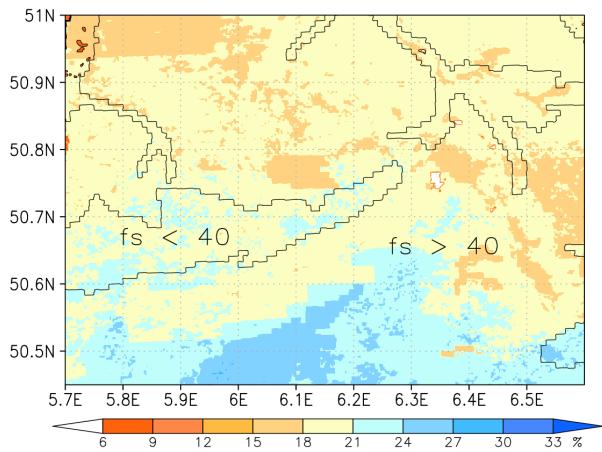 51N
50.9N
50.8N
50.7N
fs < 40
fs > 40
50.6N
50.5N
5.7E 5.8E 5.9E 6E 6.1E 6.2E 6.3E 6.4E 6.5E
6 9 12 15 18 21 24 27 30 33 %